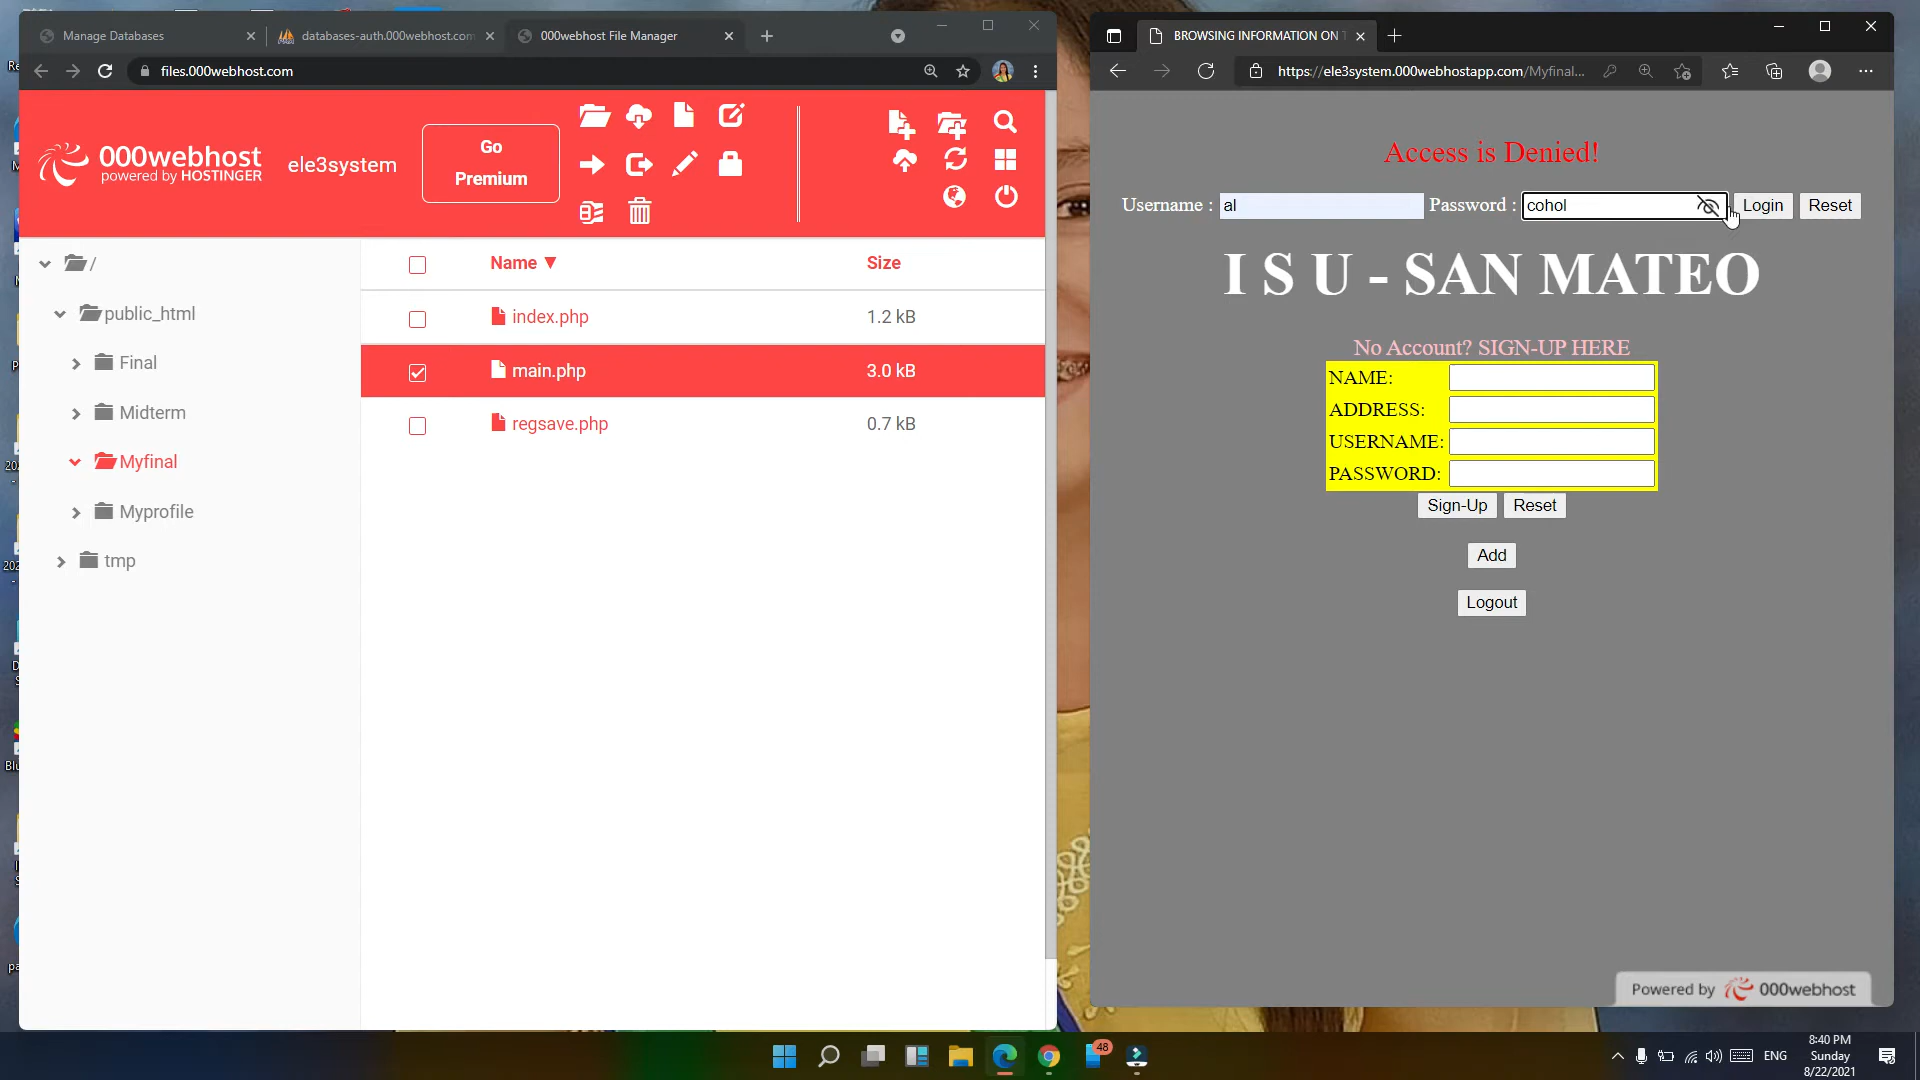 Manage Databases
databases-auth.000webhost.com
000webhost File Manager
files.000webhost.com
000webhost
powered by HOSTINGER
ele3system
Go
Premium
/
public_html
Final
Midterm
Myfinal
Myprofile
tmp
Name ▼ Size
index.php 1.2 kB
main.php 3.0 kB
regsave.php 0.7 kB
BROWSING INFORMATION ON
https://ele3system.000webhostapp.com/Myfinal...
Access is Denied!
Username : al Password : cohol Login Reset
I S U - SAN MATEO
No Account? SIGN-UP HERE
NAME:
ADDRESS:
USERNAME:
PASSWORD:
Sign-Up Reset
Add
Logout
Powered by 000webhost
48
ENG
8:40 PM
Sunday
8/22/2021